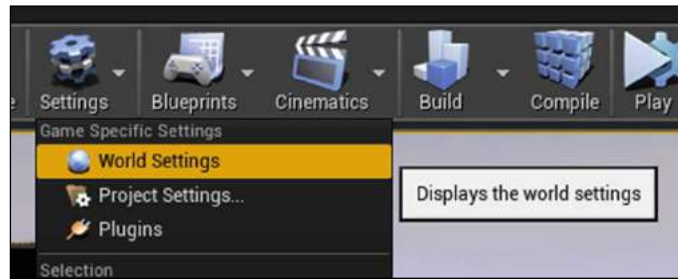 e Settings Blueprints Cinematics Build Compile Play
Game Specific Settings
World Settings
Project Settings...
Displays the world settings
Plugins
Selection